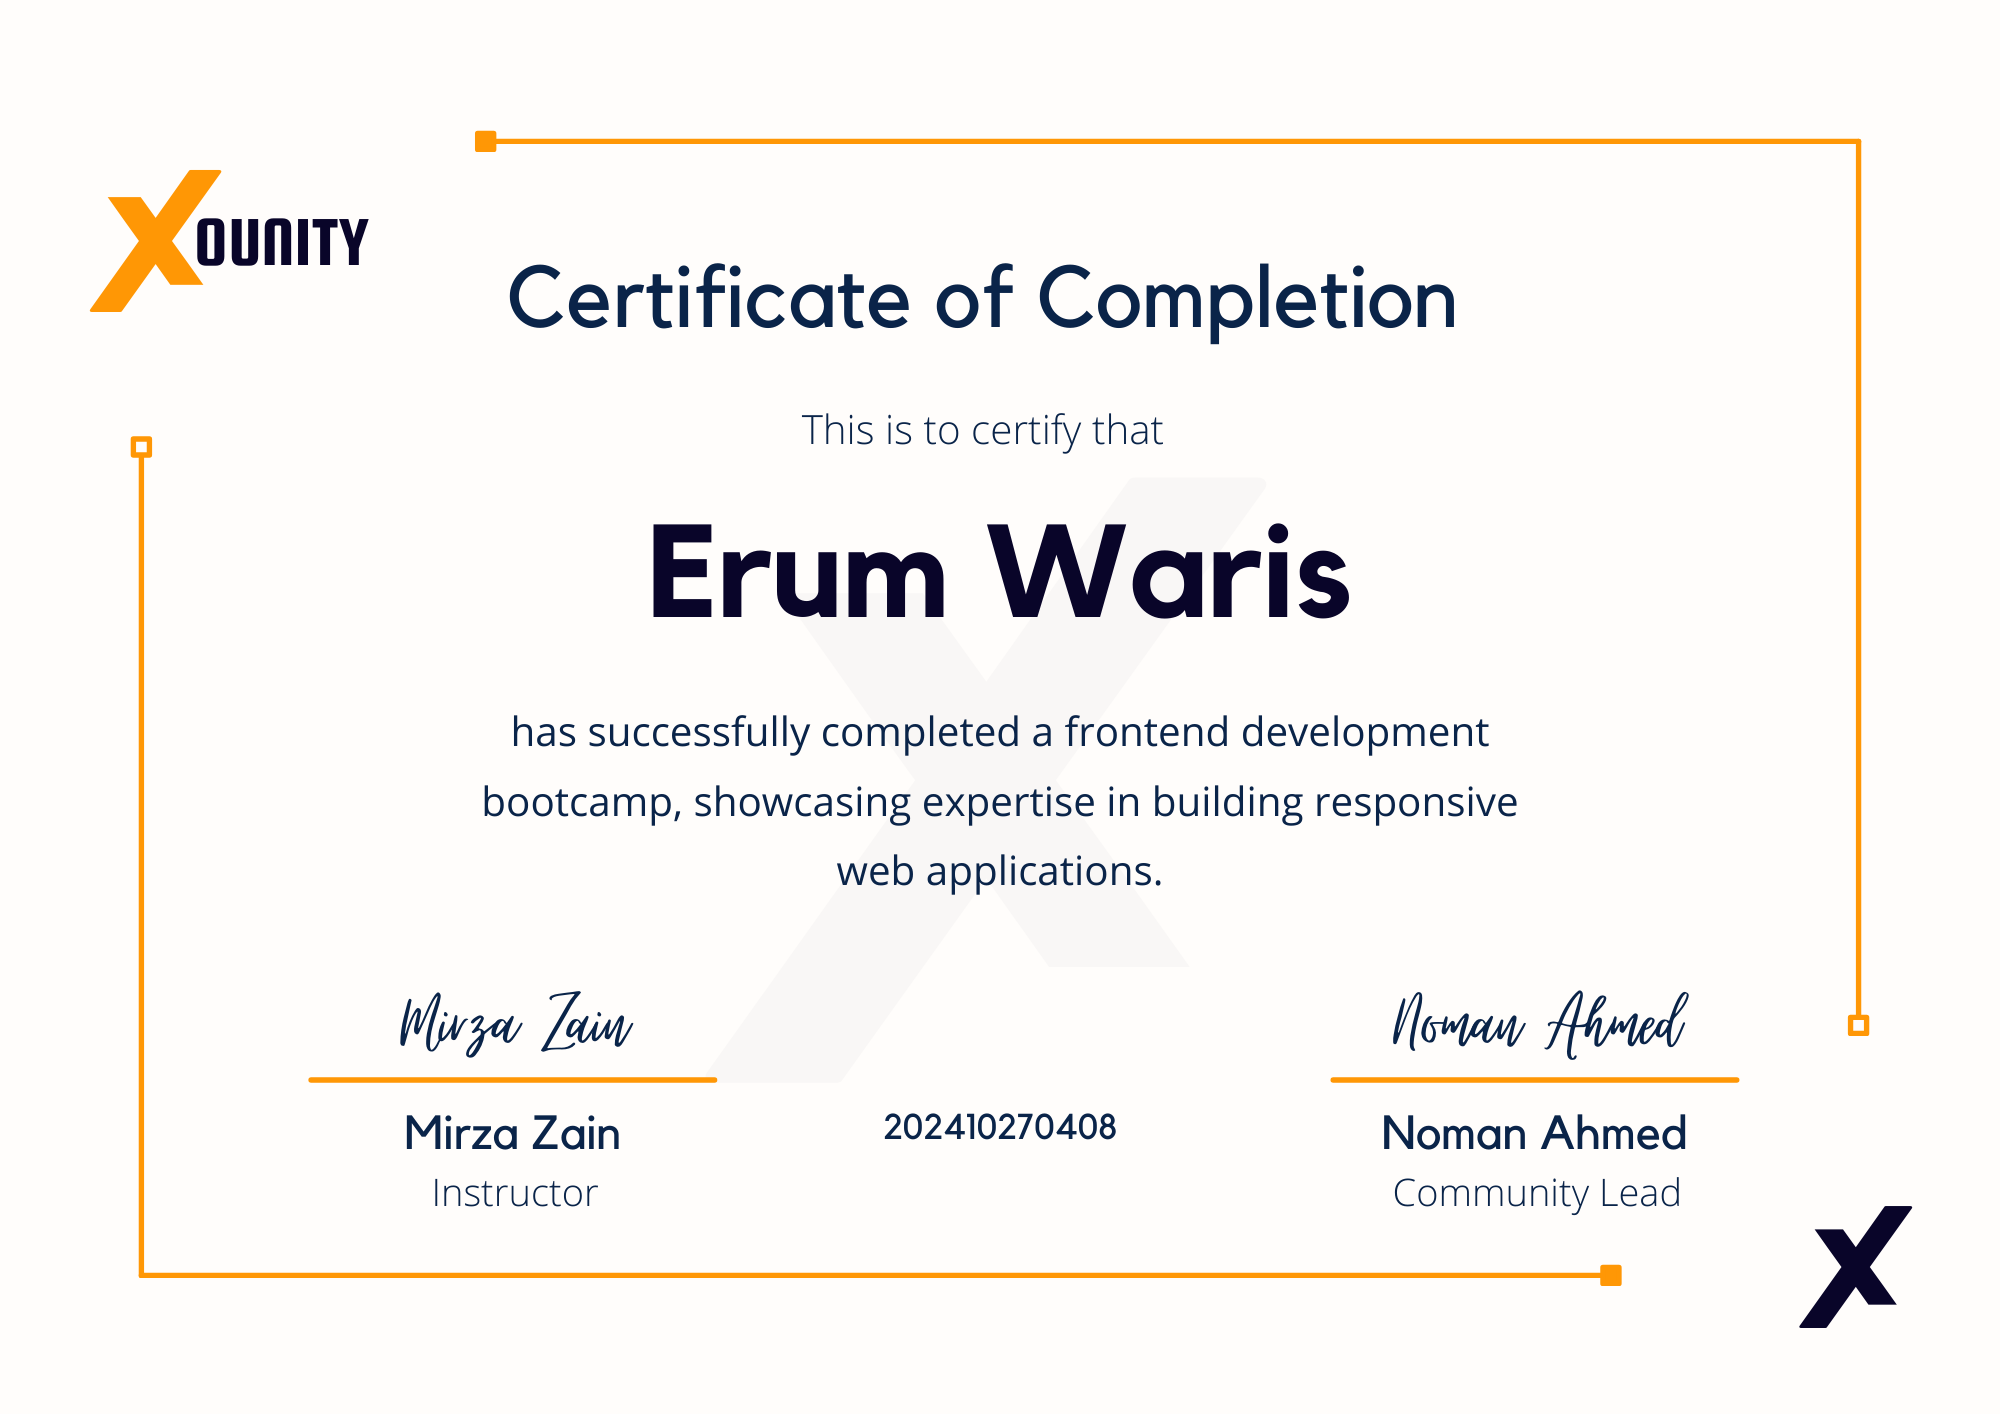 XOUNITY
Certificate of Completion
This is to certify that
Erum Waris
has successfully completed a frontend development
bootcamp, showcasing expertise in building responsive
web applications.
Mirza Zain
Noman Ahmed
Mirza Zain
202410270408
Noman Ahmed
Instructor
Community Lead
X